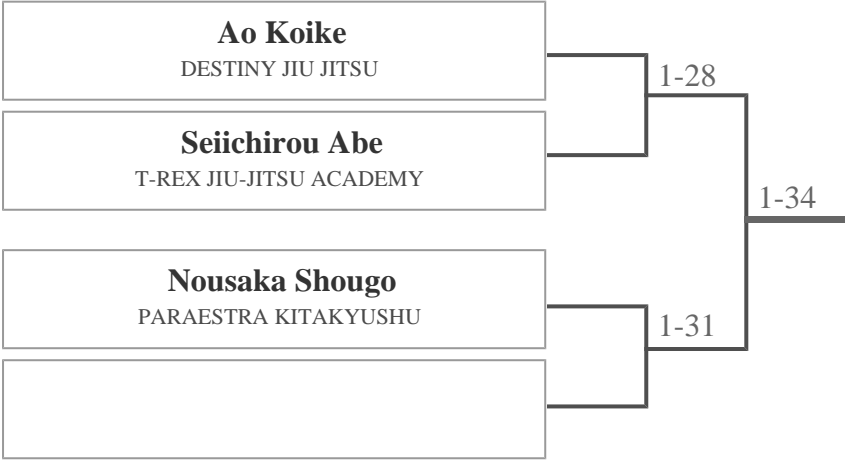 Ao Koike
DESTINY JIU JITSU
1-28
Seiichirou Abe
T-REX JIU-JITSU ACADEMY
1-34
Nousaka Shougo
PARAESTRA KITAKYUSHU
1-31